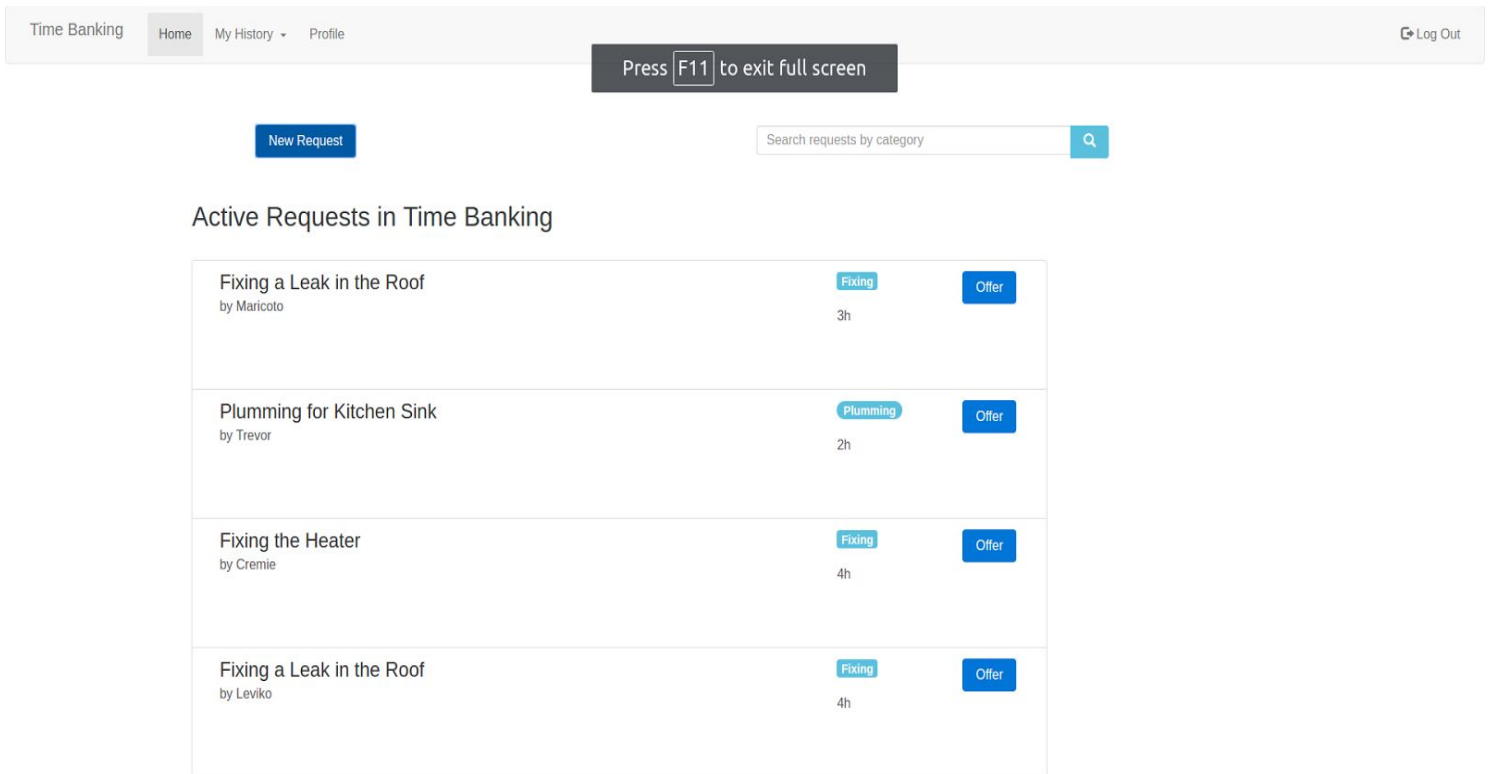 Time Banking Home My History Profile Log Out
Press F11 to exit full screen
New Request Search requests by category
Active Requests in Time Banking
Fixing a Leak in the Roof Fixing Offer
by Maricoto
3h
Plumming for Kitchen Sink Plumming Offer
by Trevor
2h
Fixing the Heater Fixing Offer
by Cremie
4h
Fixing a Leak in the Roof Fixing Offer
by Leviko
4h